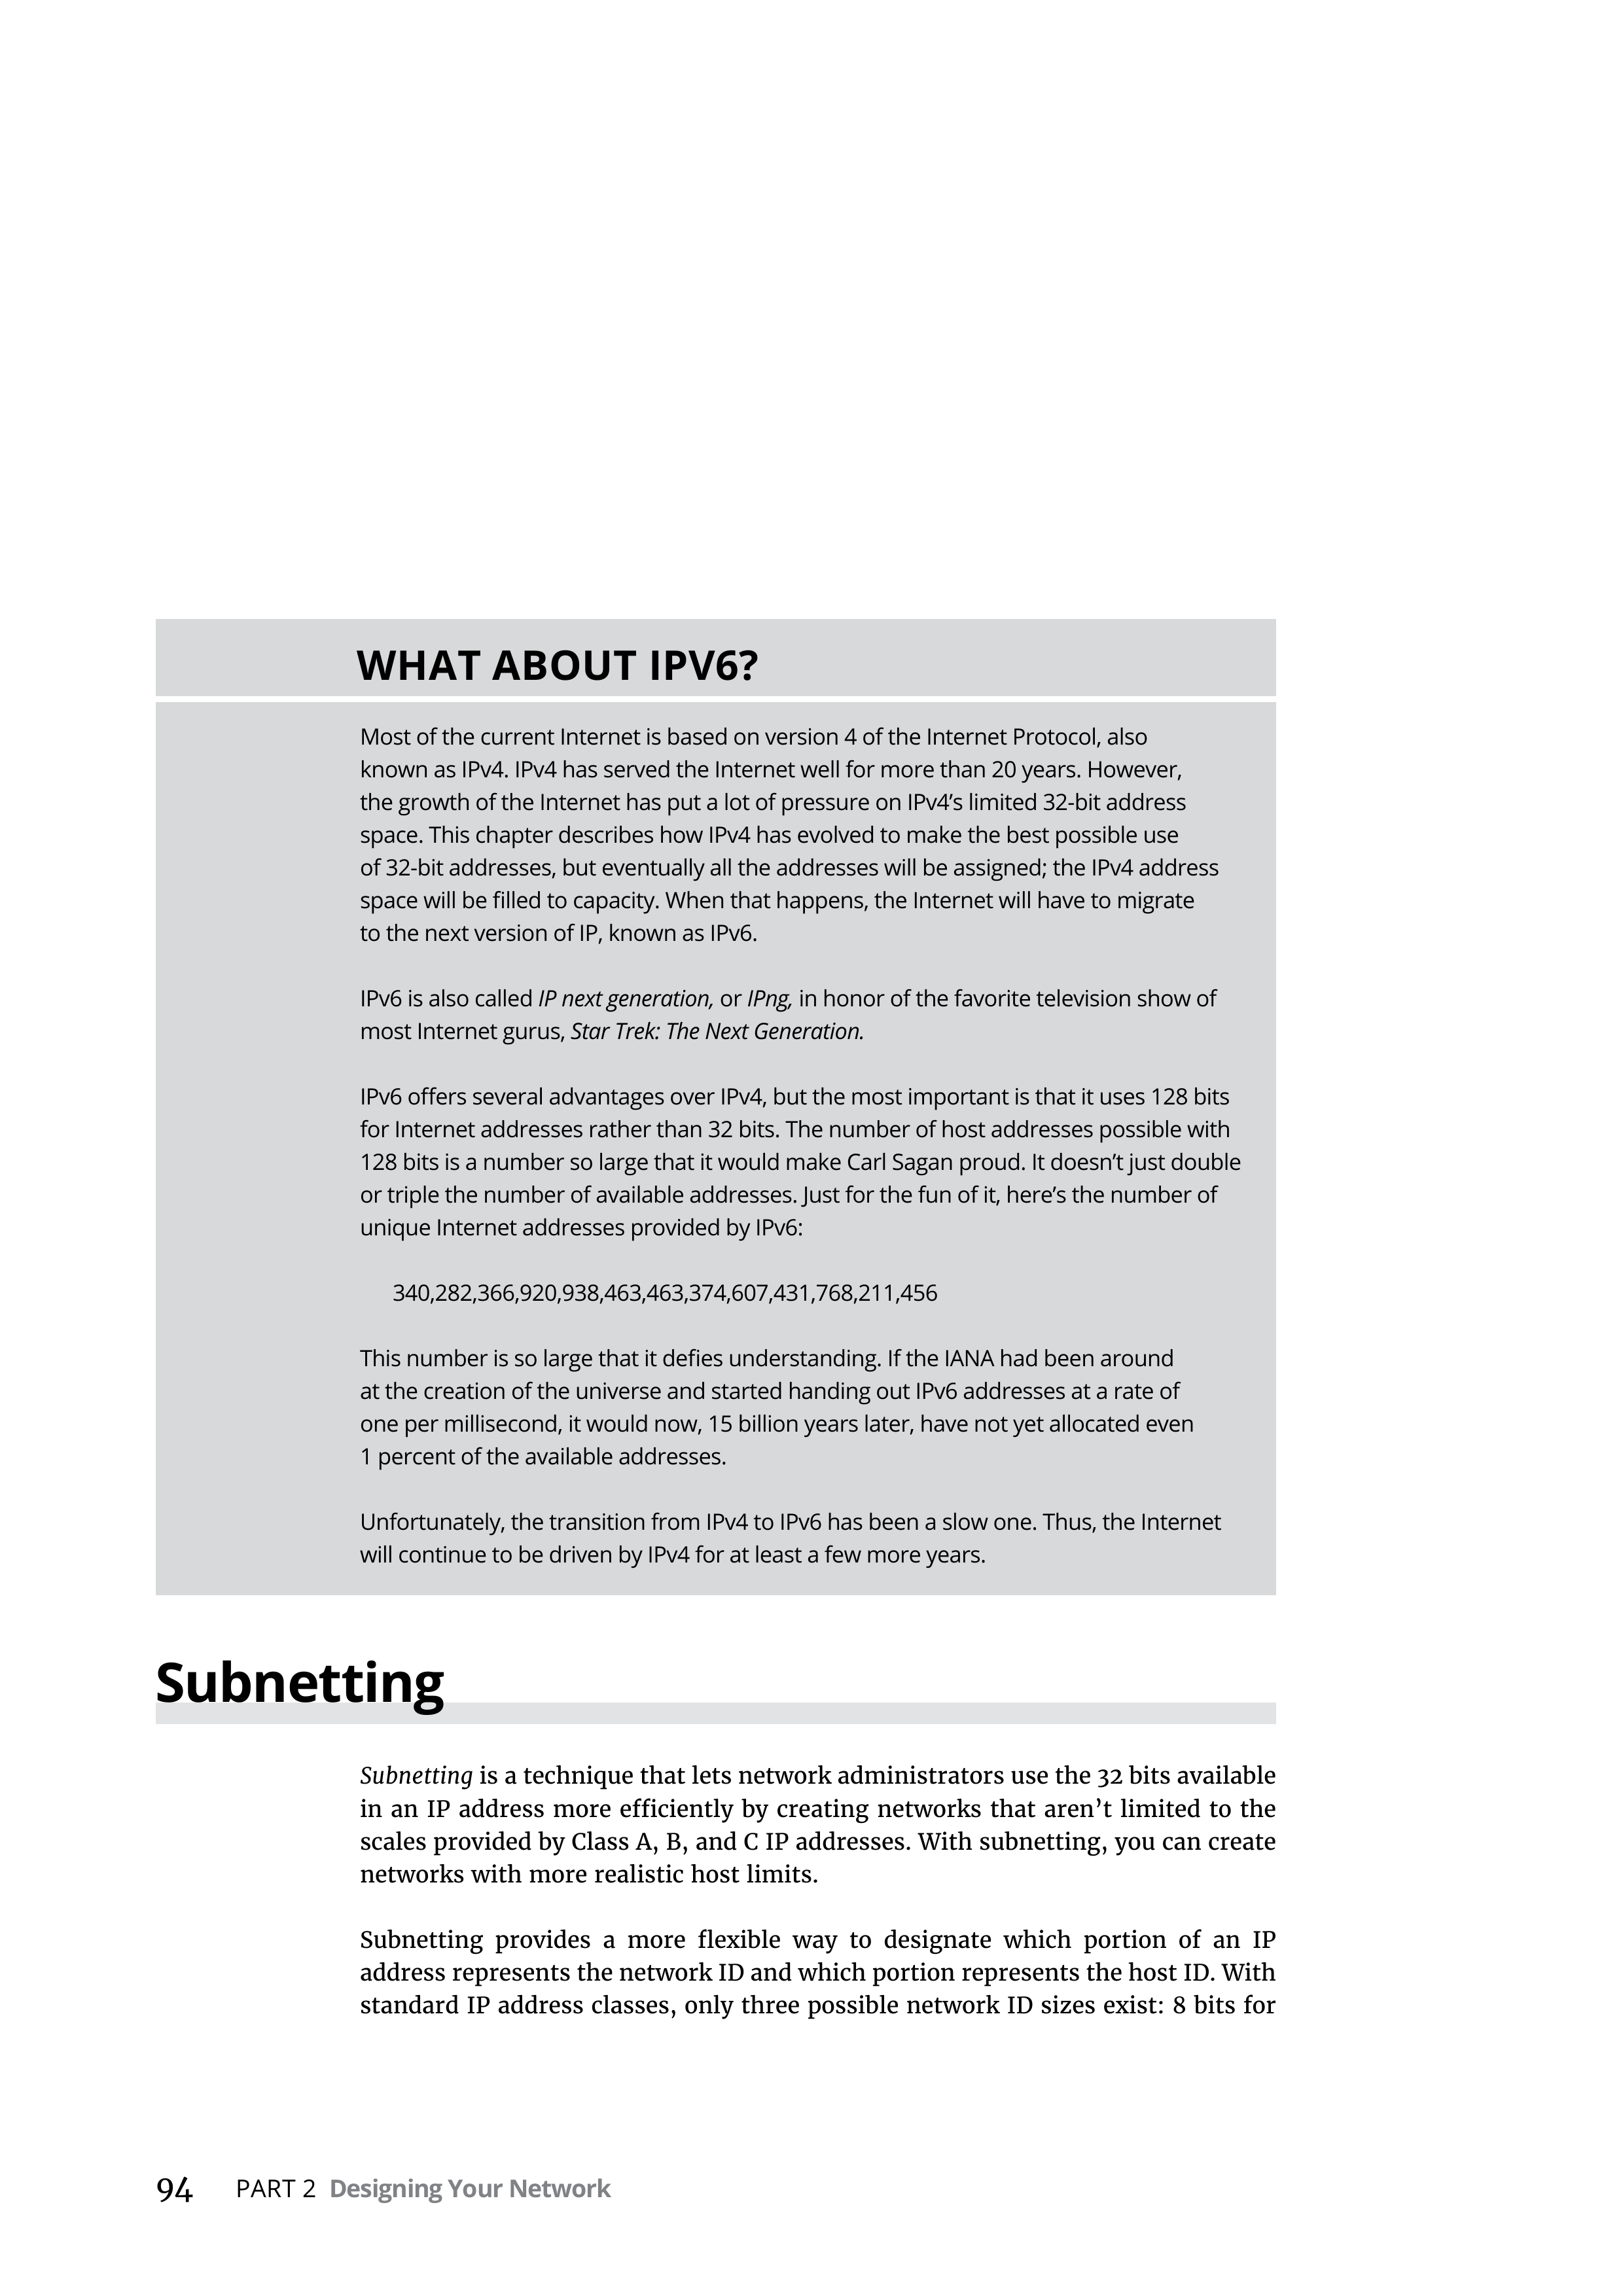 WHAT ABOUT IPV6?
Most of the current Internet is based on version 4 of the Internet Protocol, also
known as IPv4. IPv4 has served the Internet well for more than 20 years. However,
the growth of the Internet has put a lot of pressure on IPv4’s limited 32-bit address
space. This chapter describes how IPv4 has evolved to make the best possible use
of 32-bit addresses, but eventually all the addresses will be assigned; the IPv4 address
space will be filled to capacity. When that happens, the Internet will have to migrate
to the next version of IP, known as IPv6.
IPv6 is also called IP next generation, or IPng, in honor of the favorite television show of
most Internet gurus, Star Trek: The Next Generation.
IPv6 offers several advantages over IPv4, but the most important is that it uses 128 bits
for Internet addresses rather than 32 bits. The number of host addresses possible with
128 bits is a number so large that it would make Carl Sagan proud. It doesn’t just double
or triple the number of available addresses. Just for the fun of it, here’s the number of
unique Internet addresses provided by IPv6:
340,282,366,920,938,463,463,374,607,431,768,211,456
This number is so large that it defies understanding. If the IANA had been around
at the creation of the universe and started handing out IPv6 addresses at a rate of
one per millisecond, it would now, 15 billion years later, have not yet allocated even
1 percent of the available addresses.
Unfortunately, the transition from IPv4 to IPv6 has been a slow one. Thus, the Internet
will continue to be driven by IPv4 for at least a few more years.
Subnetting
Subnetting is a technique that lets network administrators use the 32 bits available
in an IP address more efficiently by creating networks that aren’t limited to the
scales provided by Class A, B, and C IP addresses. With subnetting, you can create
networks with more realistic host limits.
Subnetting provides a more flexible way to designate which portion of an IP
address represents the network ID and which portion represents the host ID. With
standard IP address classes, only three possible network ID sizes exist: 8 bits for
94 PART 2 Designing Your Network